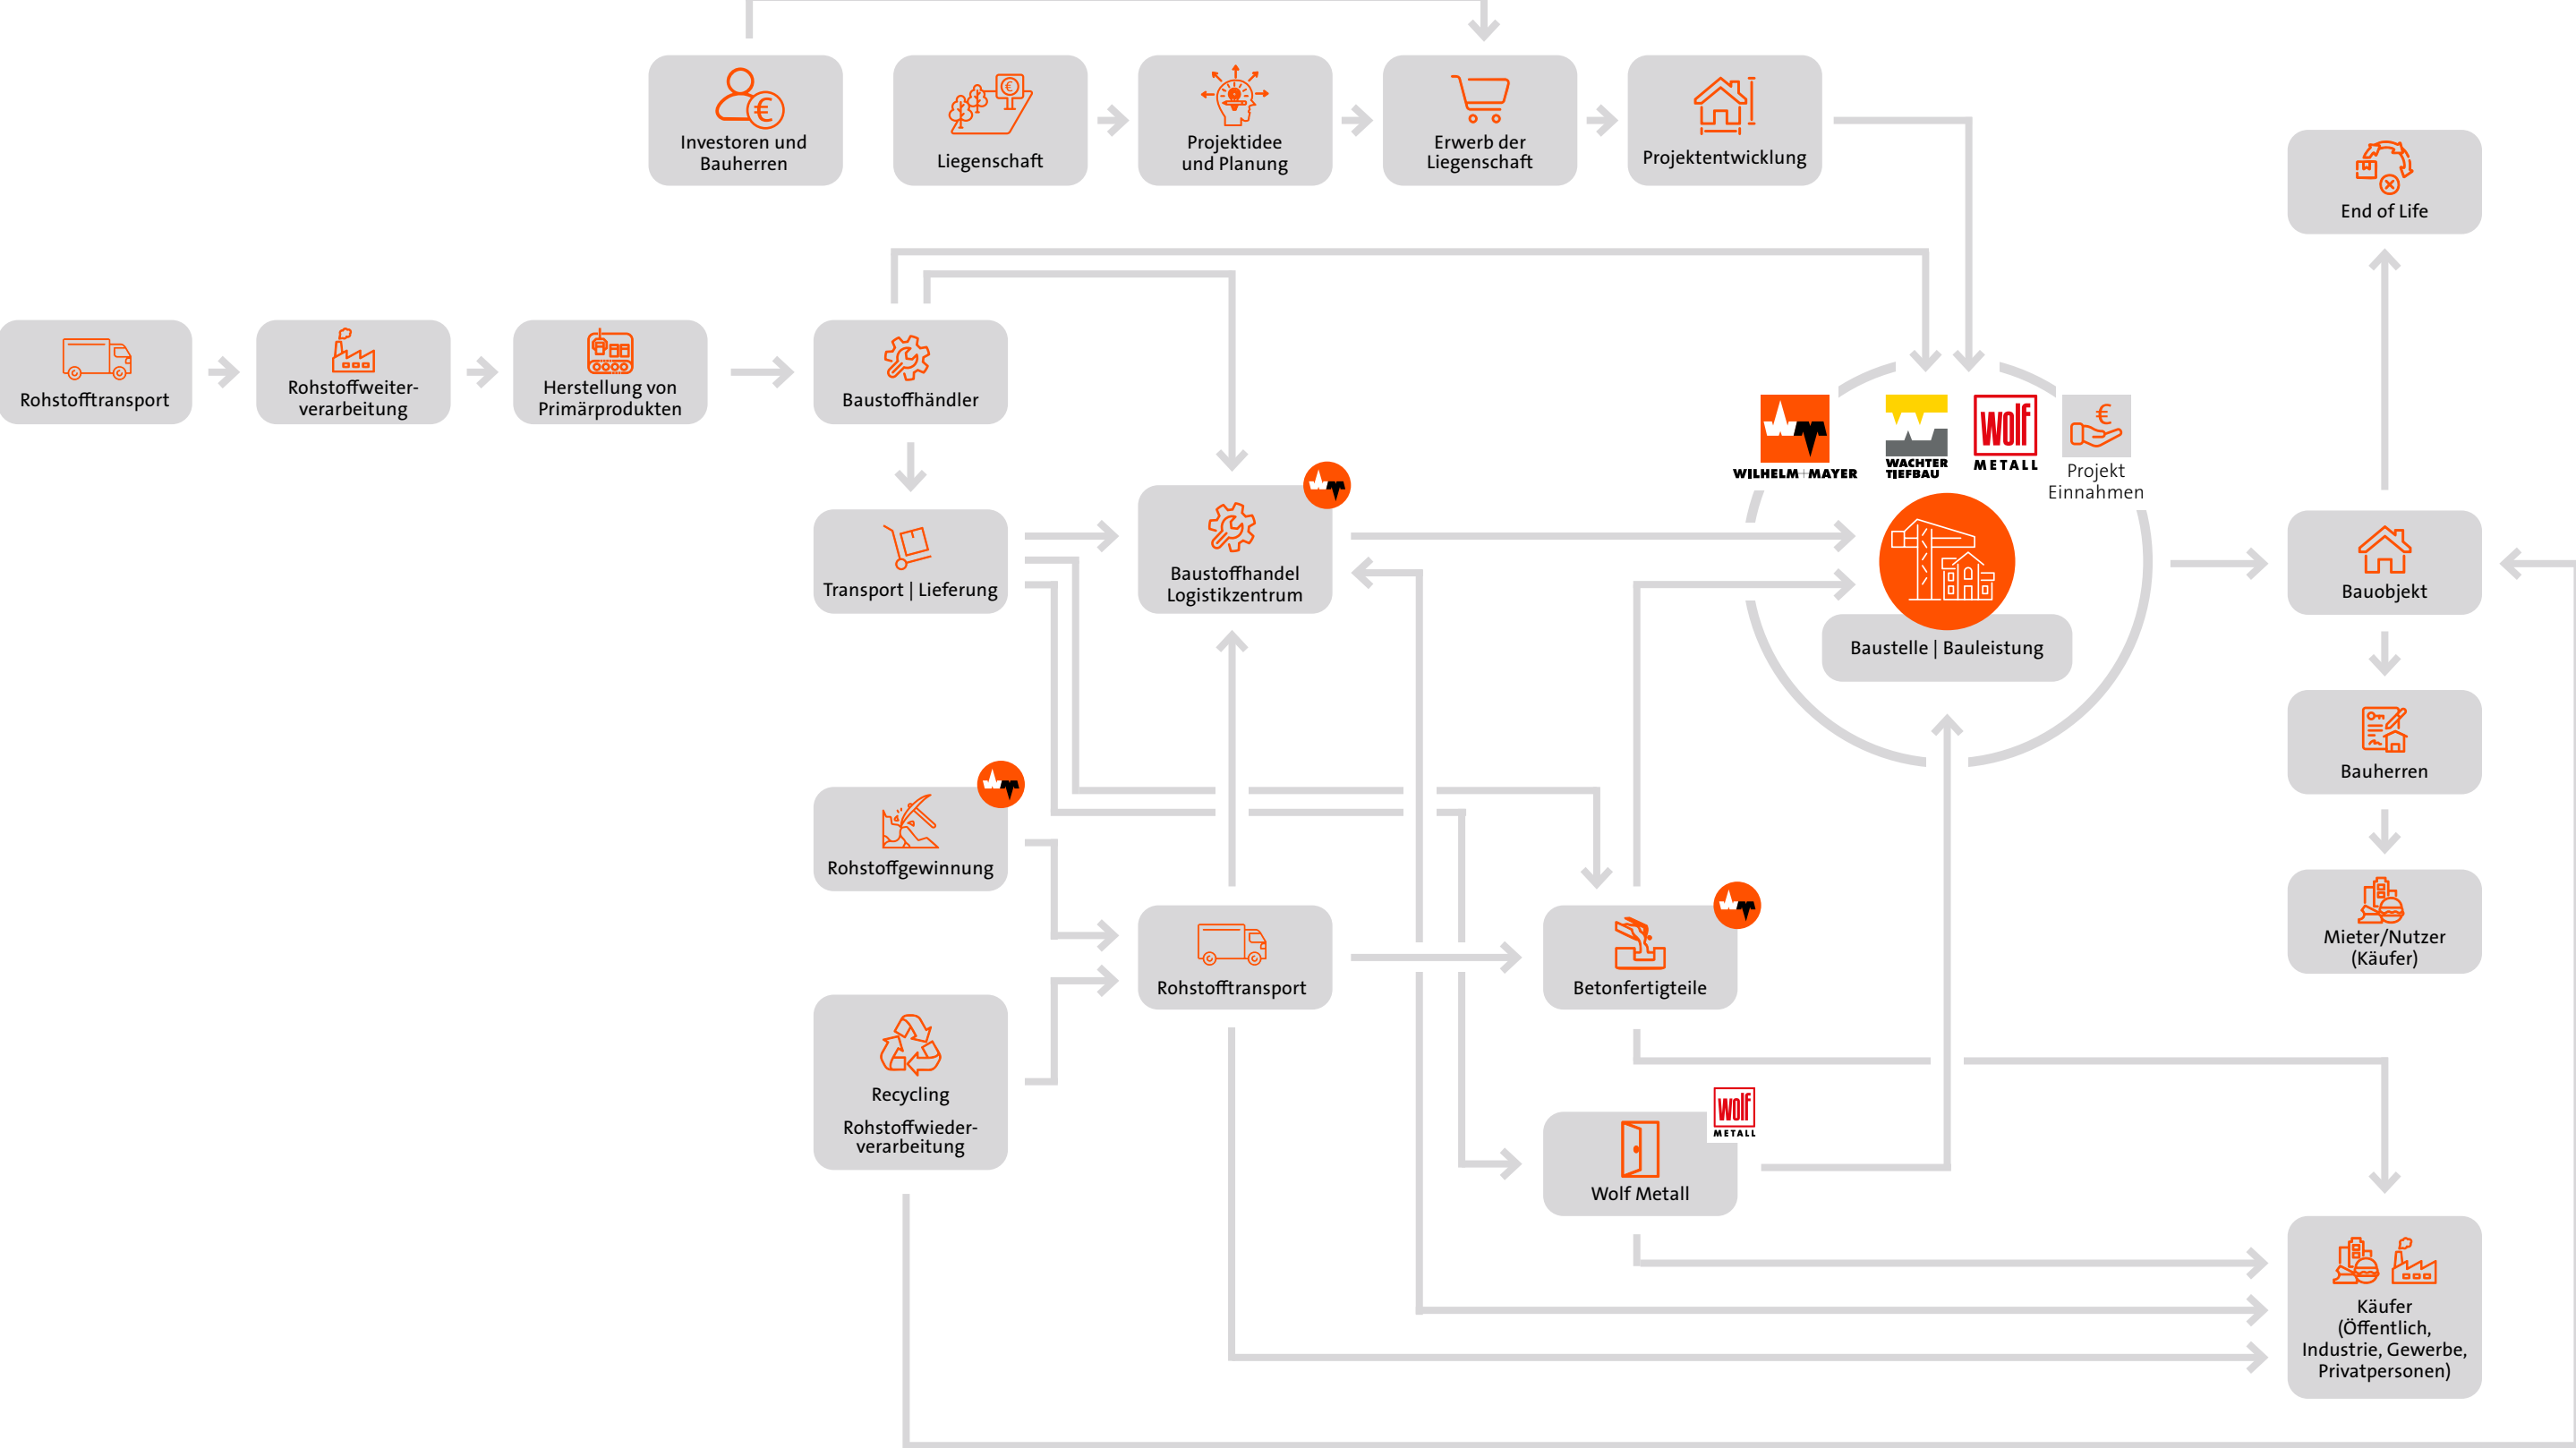 Investoren und
Bauherren
Liegenschaft
€
Projektidee
und Planung
Erwerb der
Liegenschaft
Projektentwicklung
€
End of Life
Rohstofftransport
Rohstoffweiter-
verarbeitung
Herstellung von
Primärprodukten
Baustoffhändler
WILHELM+MAYER
WACHTER
TIEFBAU
wolf
METALL
€
Projekt
Einnahmen
Transport | Lieferung
Baustoffhandel
Logistikzentrum
Baustelle | Bauleistung
Bauobjekt
Bauherren
Mieter/Nutzer
(Käufer)
Rohstoffgewinnung
Rohstofftransport
Betonfertigteile
Recycling
Rohstoffwieder-
verarbeitung
wolf
METALL
Wolf Metall
Käufer
(Öffentlich,
Industrie, Gewerbe,
Privatpersonen)